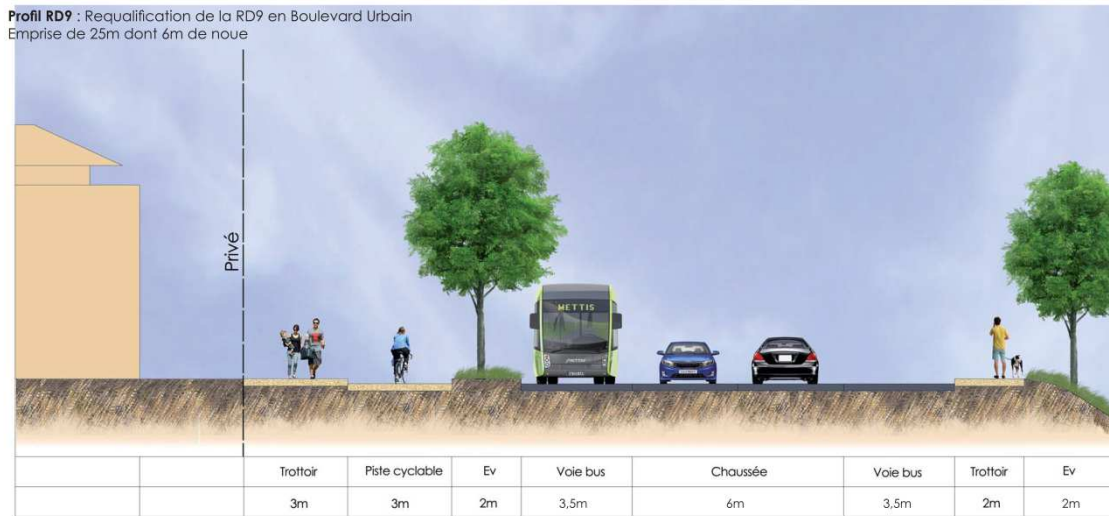 Profil RD9 : Requalification de la RD9 en Boulevard Urbain
Emprise de 25m dont 6m de noue
Privé
METTIS
Trottoir Piste cyclable Ev Voie bus Chaussée Voie bus Trottoir Ev
3m 3m 2m 3,5m 6m 3,5m 2m 2m